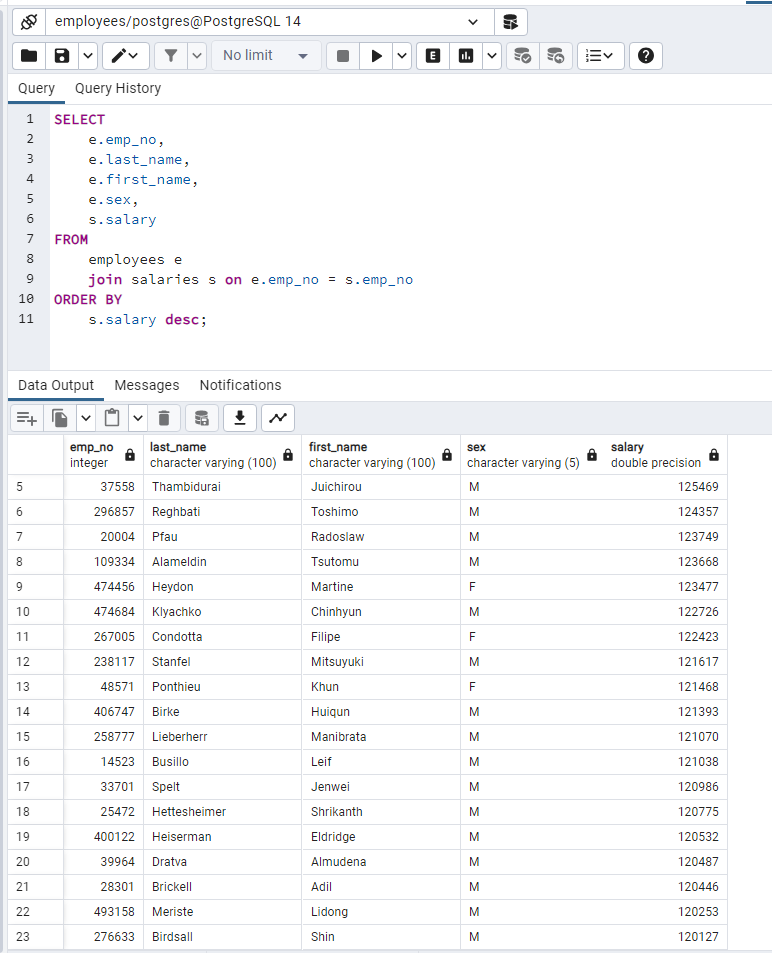 employees/postgres@PostgreSQL 14
No limit
E
Query Query History
1 SELECT
2 e.emp_no,
3 e.last_name,
4 e.first_name,
5 e.sex,
6 s.salary
7 FROM
8 employees e
9 join salaries s on e.emp_no = s.emp_no
10 ORDER BY
11 s.salary desc;
Data Output Messages Notifications
emp_no last_name first_name sex salary
integer character varying (100) character varying (100) character varying (5) double precision
5 37558 Thambidurai Juichirou M 125469
6 296857 Reghbati Toshimo M 124357
7 20004 Pfau Radoslaw M 123749
8 109334 Alameldin Tsutomu M 123668
9 474456 Heydon Martine F 123477
10 474684 Klyachko Chinhyun M 122726
11 267005 Condotta Filipe F 122423
12 238117 Stanfel Mitsuyuki M 121617
13 48571 Ponthieu Khun F 121468
14 406747 Birke Huiqun M 121393
15 258777 Lieberherr Manibrata M 121070
16 14523 Busillo Leif M 121038
17 33701 Spelt Jenwei M 120986
18 25472 Hettesheimer Shrikanth M 120775
19 400122 Heiserman Eldridge M 120532
20 39964 Dratva Almudena M 120487
21 28301 Brickell Adil M 120446
22 493158 Meriste Lidong M 120253
23 276633 Birdsall Shin M 120127